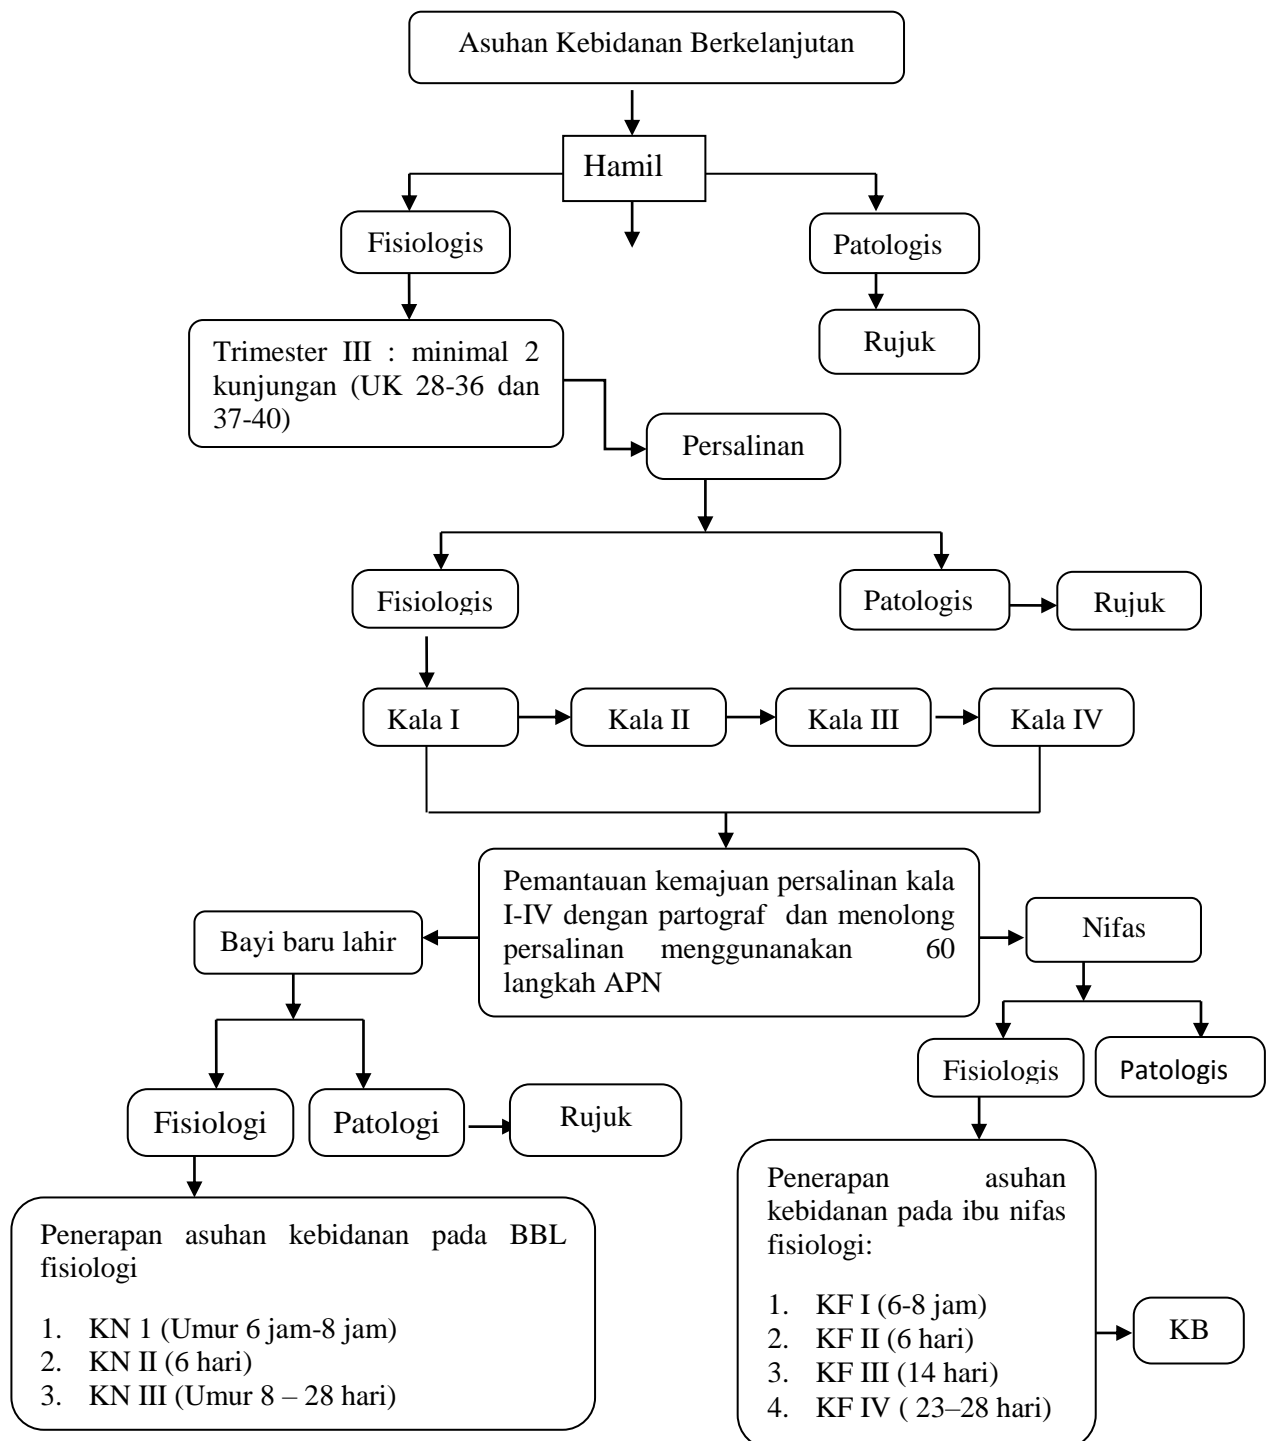 Asuhan Kebidanan Berkelanjutan
Hamil
Fisiologis
Patologis
Rujuk
Trimester III : minimal 2
kunjungan (UK 28-36 dan
37-40)
Persalinan
Fisiologis
Patologis
Rujuk
Kala I
Kala II
Kala III
Kala IV
Pemantauan kemajuan persalinan kala
I-IV dengan partograf dan menolong
persalinan menggunanakan 60
langkah APN
Bayi baru lahir
Nifas
Fisiologis
Patologis
Fisiologi
Patologi
Rujuk
Penerapan asuhan kebidanan pada BBL
fisiologi
1. KN 1 (Umur 6 jam-8 jam)
2. KN II (6 hari)
3. KN III (Umur 8 – 28 hari)
Penerapan asuhan
kebidanan pada ibu nifas
fisiologi:
1. KF I (6-8 jam)
2. KF II (6 hari)
3. KF III (14 hari)
4. KF IV ( 23–28 hari)
KB